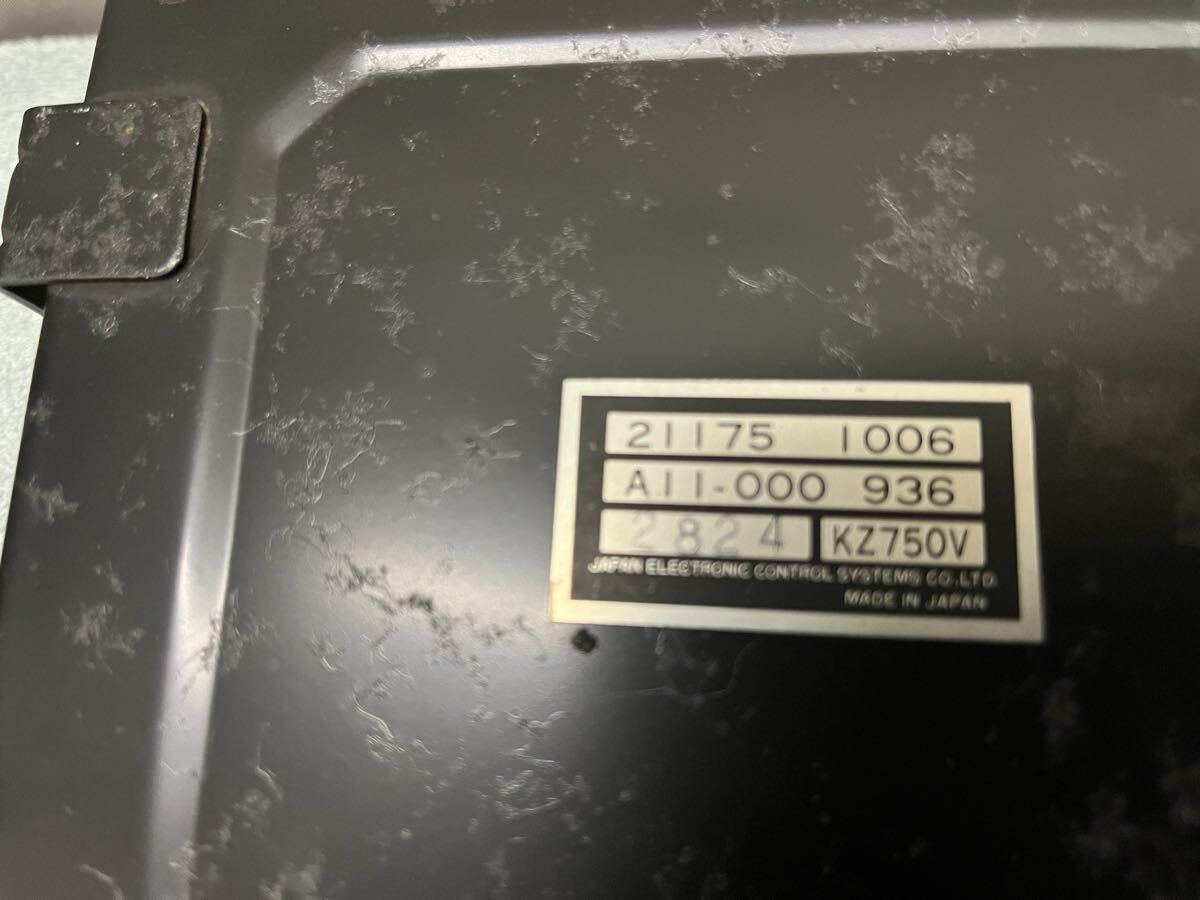 21175 1006
A11-000 936
2824 KZ750V
JAPAN ELECTRONIC CONTROL SYSTEMS CO.LTD.
MADE IN JAPAN